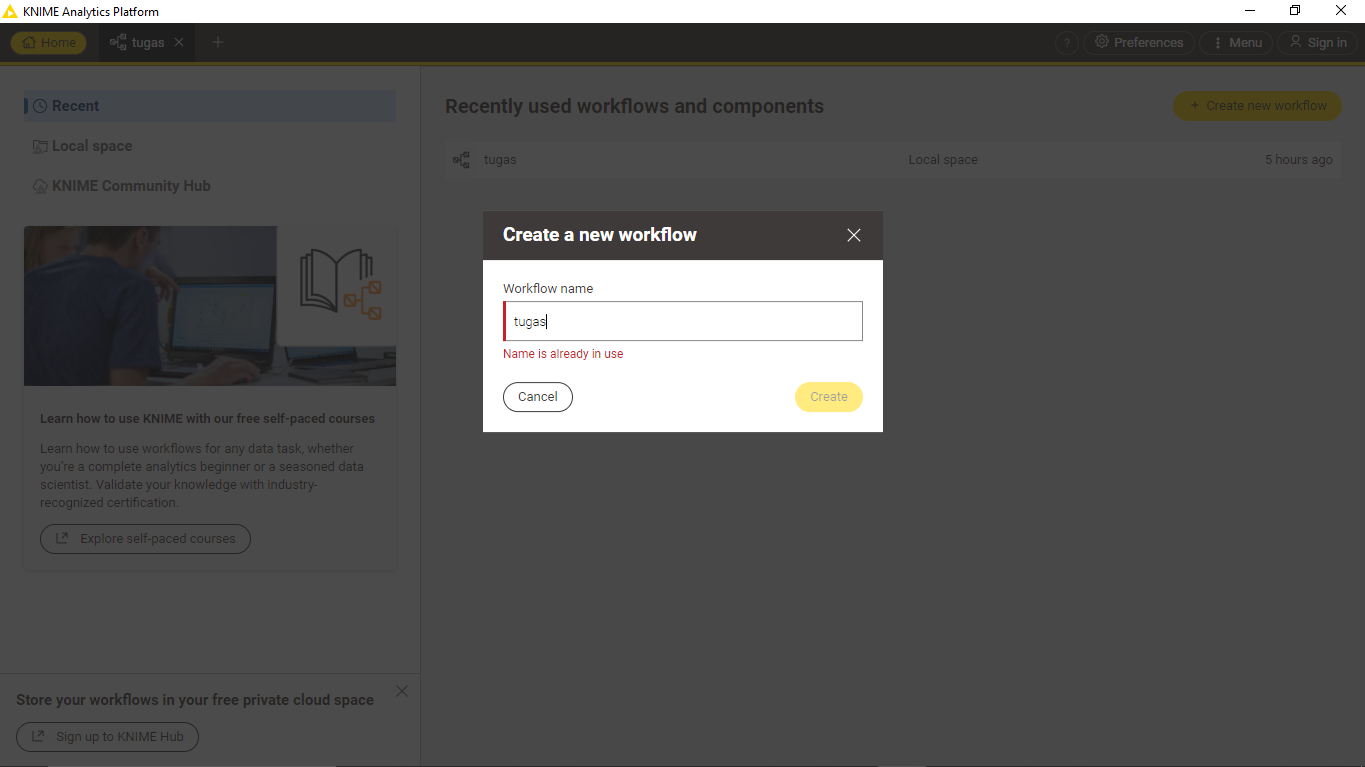 KNIME Analytics Platform
Home
tugas
?
Preferences
Menu
Sign in
Recent
Local space
KNIME Community Hub
Learn how to use KNIME with our free self-paced courses
Learn how to use workflows for any data task, whether
you're a complete analytics beginner or a seasoned data
scientist. Validate your knowledge with industry-
recognized certification.
Explore self-paced courses
Store your workflows in your free private cloud space
Sign up to KNIME Hub
Recently used workflows and components
+ Create new workflow
tugas Local space 5 hours ago
Create a new workflow
Workflow name
tugas
Name is already in use
Cancel
Create